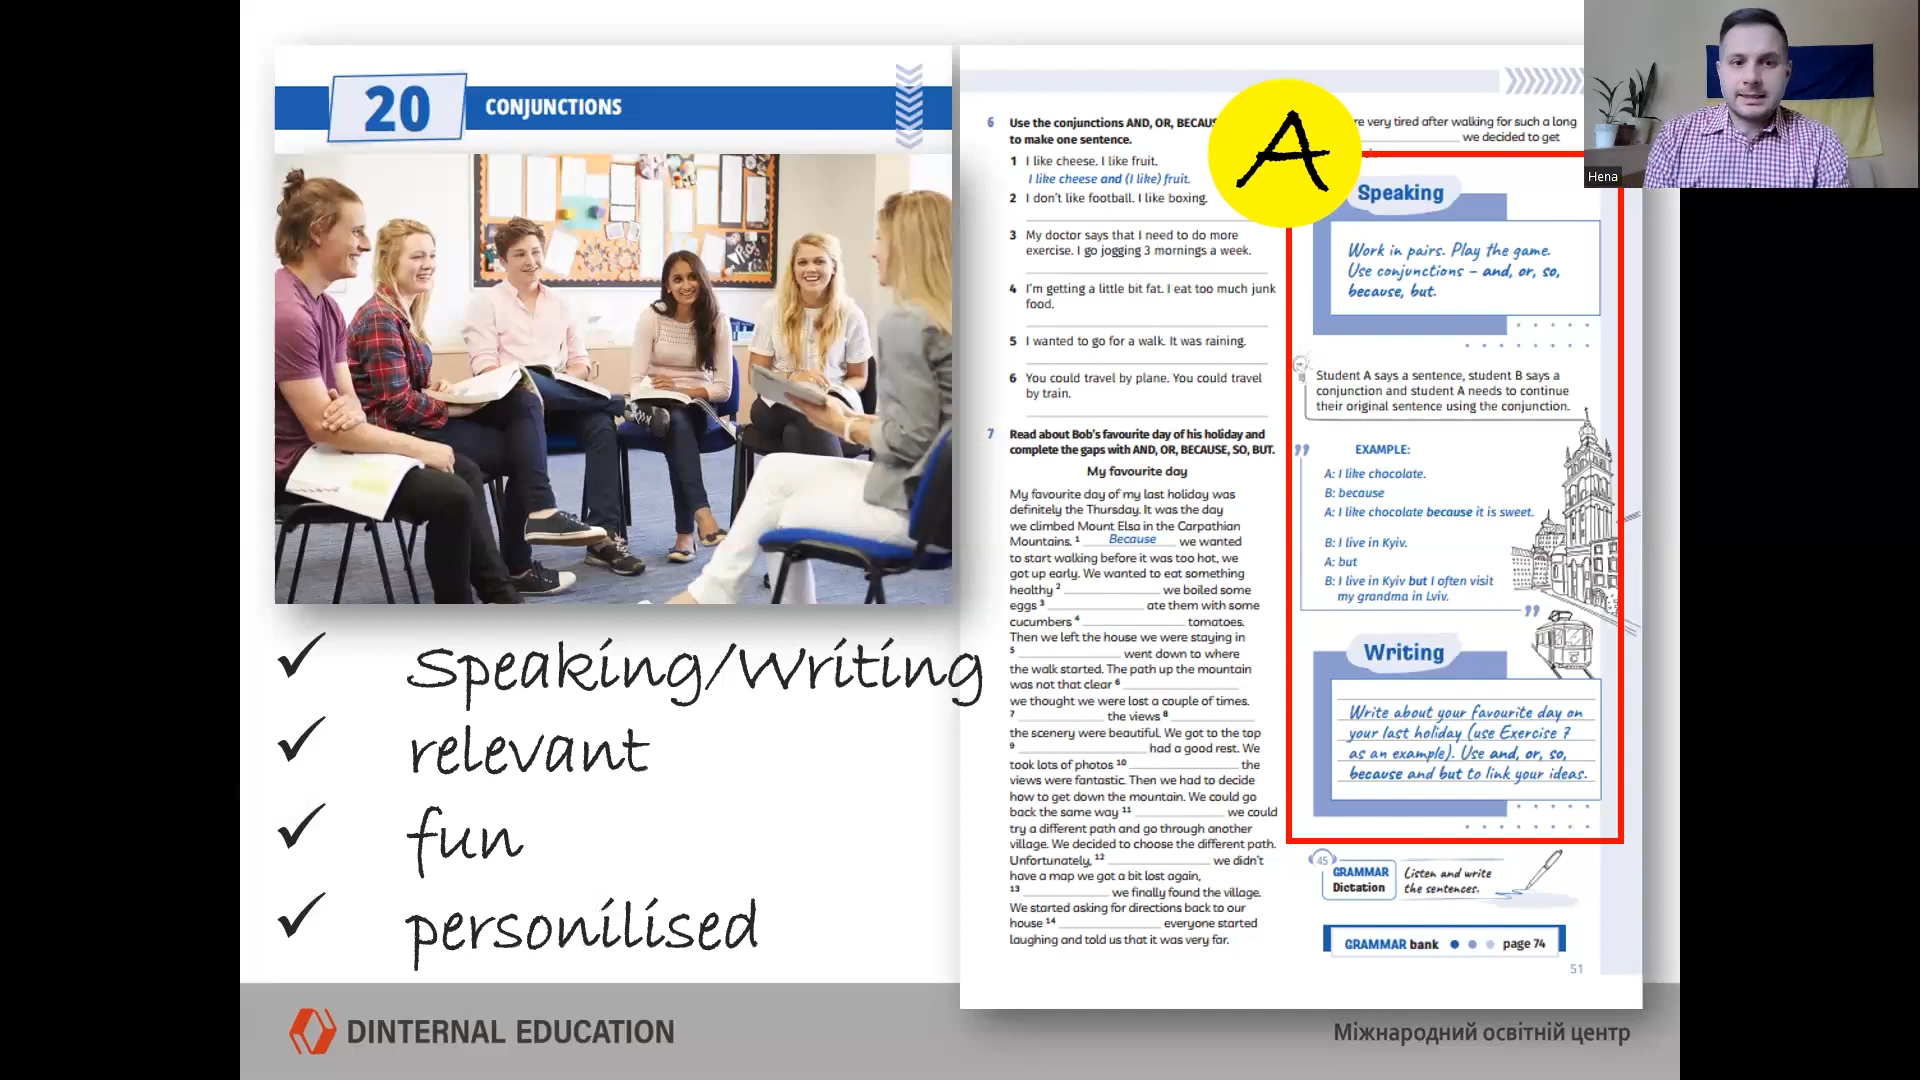 20 CONJUNCTIONS
Speaking/Writing
relevant
fun
personilised
6 Use the conjunctions AND, OR, BECAUS
to make one sentence.
1 I like cheese. I like fruit.
I like cheese and (I like) fruit.
2 I don't like football. I like boxing.
3 My doctor says that I need to do more
exercise. I go jogging 3 mornings a week.
4 I'm getting a little bit fat. I eat too much junk
food.
5 I wanted to go for a walk. It was raining.
6 You could travel by plane. You could travel
by train.
7 Read about Bob's favourite day of his holiday and
complete the gaps with AND, OR, BECAUSE, SO, BUT.
My favourite day
My favourite day of my last holiday was
definitely the Thursday. It was the day
we climbed Mount Elsa in the Carpathian
Mountains. 1 Because we wanted
to start walking before it was too hot, we
got up early. We wanted to eat something
healthy 2 we boiled some
eggs 3 ate them with some
cucumbers 4 tomatoes.
Then we left the house we were staying in
5 went down to where
the walk started. The path up the mountain
was not that clear 6
we thought we were lost a couple of times.
7 the views 8
the scenery were beautiful. We got to the top
9 had a good rest. We
took lots of photos 10 the
views were fantastic. Then we had to decide
how to get down the mountain. We could go
back the same way 11 we could
try a different path and go through another
village. We decided to choose the different path.
Unfortunately, 12 we didn't
have a map we got a bit lost again,
13 we finally found the village.
We started asking for directions back to our
house 14 everyone started
laughing and told us that it was very far.
A
re very tired after walking for such a long
we decided to get
Speaking
Work in pairs. Play the game.
Use conjunctions – and, or, so,
because, but.
Student A says a sentence, student B says a
conjunction and student A needs to continue
their original sentence using the conjunction.
EXAMPLE:
A: I like chocolate.
B: because
A: I like chocolate because it is sweet.
B: I live in Kyiv.
A: but
B: I live in Kyiv but I often visit
my grandma in Lviv.
Writing
Write about your favourite day on
your last holiday (use Exercise 7
as an example). Use and, or, so,
because and but to link your ideas.
45
GRAMMAR
Dictation
Listen and write
the sentences.
GRAMMAR bank page 74
51
Hena
DINTERNAL EDUCATION
Міжнародний освітній центр